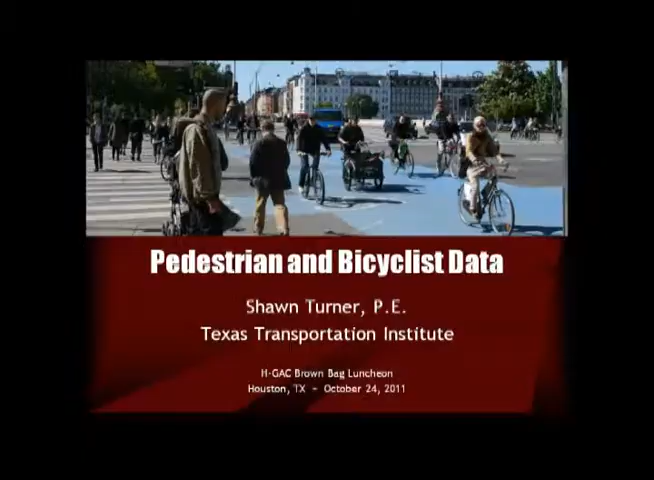 Pedestrian and Bicyclist Data
Shawn Turner, P.E.
Texas Transportation Institute
H-GAC Brown Bag Luncheon
Houston, TX – October 24, 2011